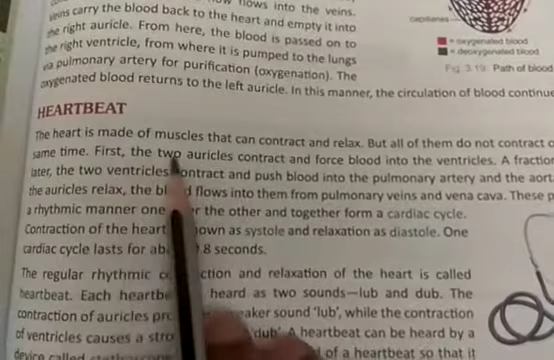 flows into the veins.
veins carry the blood back to the heart and empty it into
the right auricle. From here, the blood is passed on to
the right ventricle, from where it is pumped to the lungs
via pulmonary artery for purification (oxygenation). The
oxygenated blood returns to the left auricle. In this manner, the circulation of blood continue
capillaries
= oxygenated blood
= deoxygenated blood
Fig. 3.19 Path of blood
HEARTBEAT
The heart is made of muscles that can contract and relax. But all of them do not contract
same time. First, the two auricles contract and force blood into the ventricles. A fraction
later, the two ventricles contract and push blood into the pulmonary artery and the
the auricles relax, the flows into them from pulmonary veins and vena cava. These
a rhythmic manner one the other and together form a cardiac cycle.
Contraction of the heart as systole and relaxation as diastole. One
cardiac cycle lasts for .8 seconds.
The regular rhythmic and relaxation of the heart is called
heartbeat. Each heard as two sounds—lub and dub. The
contraction of auricles sound 'lub', while the contraction
of ventricles causes a 'dub'. A heartbeat can be heard by a
device called of a heartbeat so that it